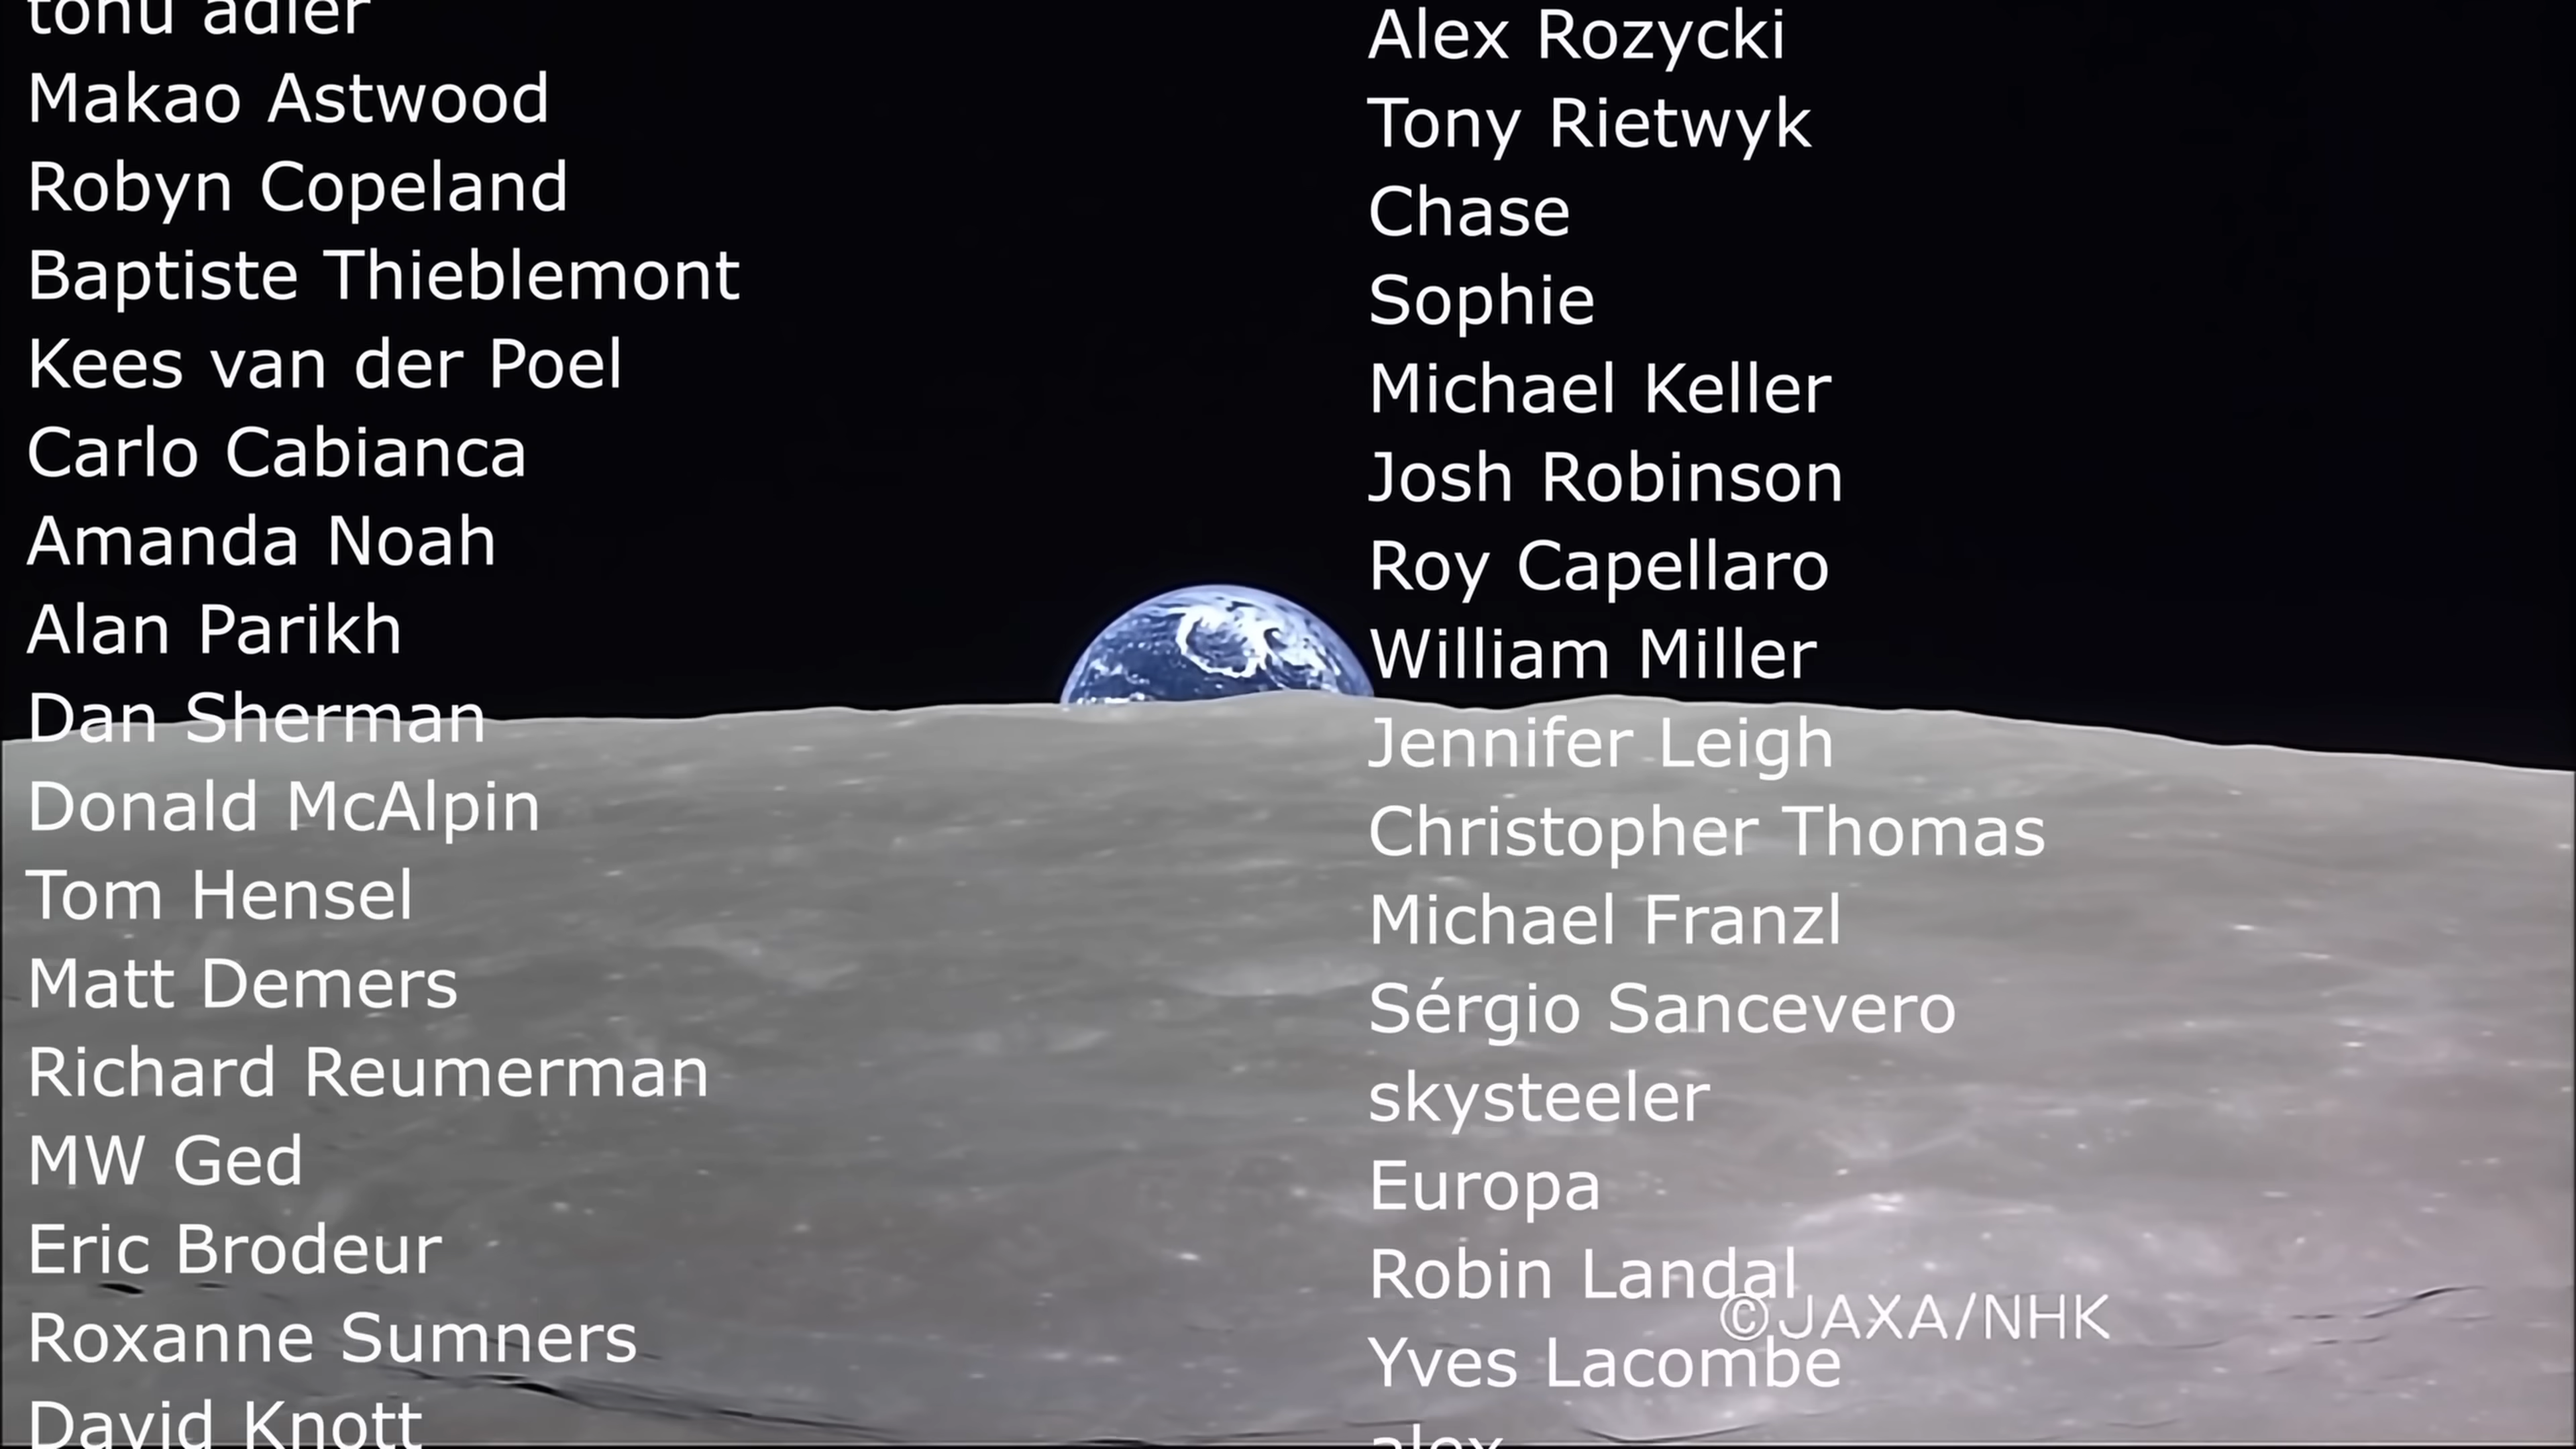 tonu adler
Makao Astwood
Robyn Copeland
Baptiste Thieblemont
Kees van der Poel
Carlo Cabianca
Amanda Noah
Alan Parikh
Dan Sherman
Donald McAlpin
Tom Hensel
Matt Demers
Richard Reumerman
MW Ged
Eric Brodeur
Roxanne Sumners
David Knott
Alex Rozycki
Tony Rietwyk
Chase
Sophie
Michael Keller
Josh Robinson
Roy Capellaro
William Miller
Jennifer Leigh
Christopher Thomas
Michael Franzl
Sérgio Sancevero
skysteeler
Europa
Robin Landal
©JAXA/NHK
Yves Lacombe
alex